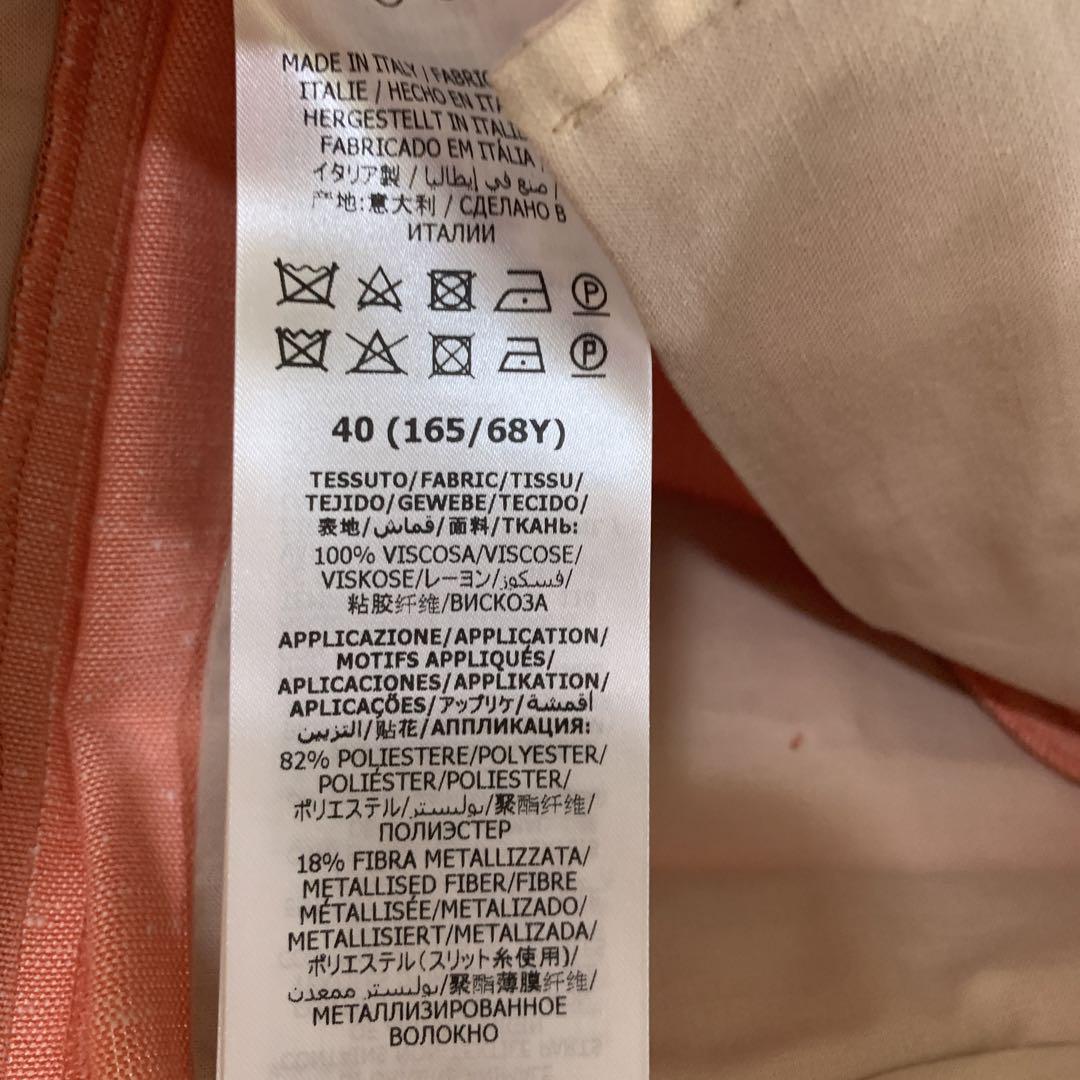 MADE IN ITALY / FABRIC
ITALIE / HECHO EN ITA
HERGESTELLT IN ITALIE
FABRICADO EM ITÁLIA /
イタリア製 / صنع في إيطاليا /
产地:意大利 / СДЕЛАНО В
ИТАЛИИ
P
P
40 (165/68Y)
TESSUTO/FABRIC/TISSU/
TEJIDO/GEWEBE/TECIDO/
表地/قماش/面料/ТКАНЬ:
100% VISCOSA/VISCOSE/
VISKOSE/レーヨン/فسكوز/
粘胶纤维/ВИСКОЗА
APPLICAZIONE/APPLICATION/
MOTIFS APPLIQUÉS/
APLICACIONES/APPLIKATION/
APLICAÇÕES/アップリケ/أقمشة
التزيين/贴花/АППЛИКАЦИЯ:
82% POLIESTERE/POLYESTER/
POLIÉSTER/POLIESTER/
ポリエステル/بوليستر/聚酯纤维/
ПОЛИЭСТЕР
18% FIBRA METALLIZZATA/
METALLISED FIBER/FIBRE
MÉTALLISÉE/METALIZADO/
METALLISIERT/METALIZADA/
ポリエステル(スリット糸使用)/
بوليستر ممعدن/聚酯薄膜纤维/
МЕТАЛЛИЗИРОВАННОЕ
ВОЛОКНО